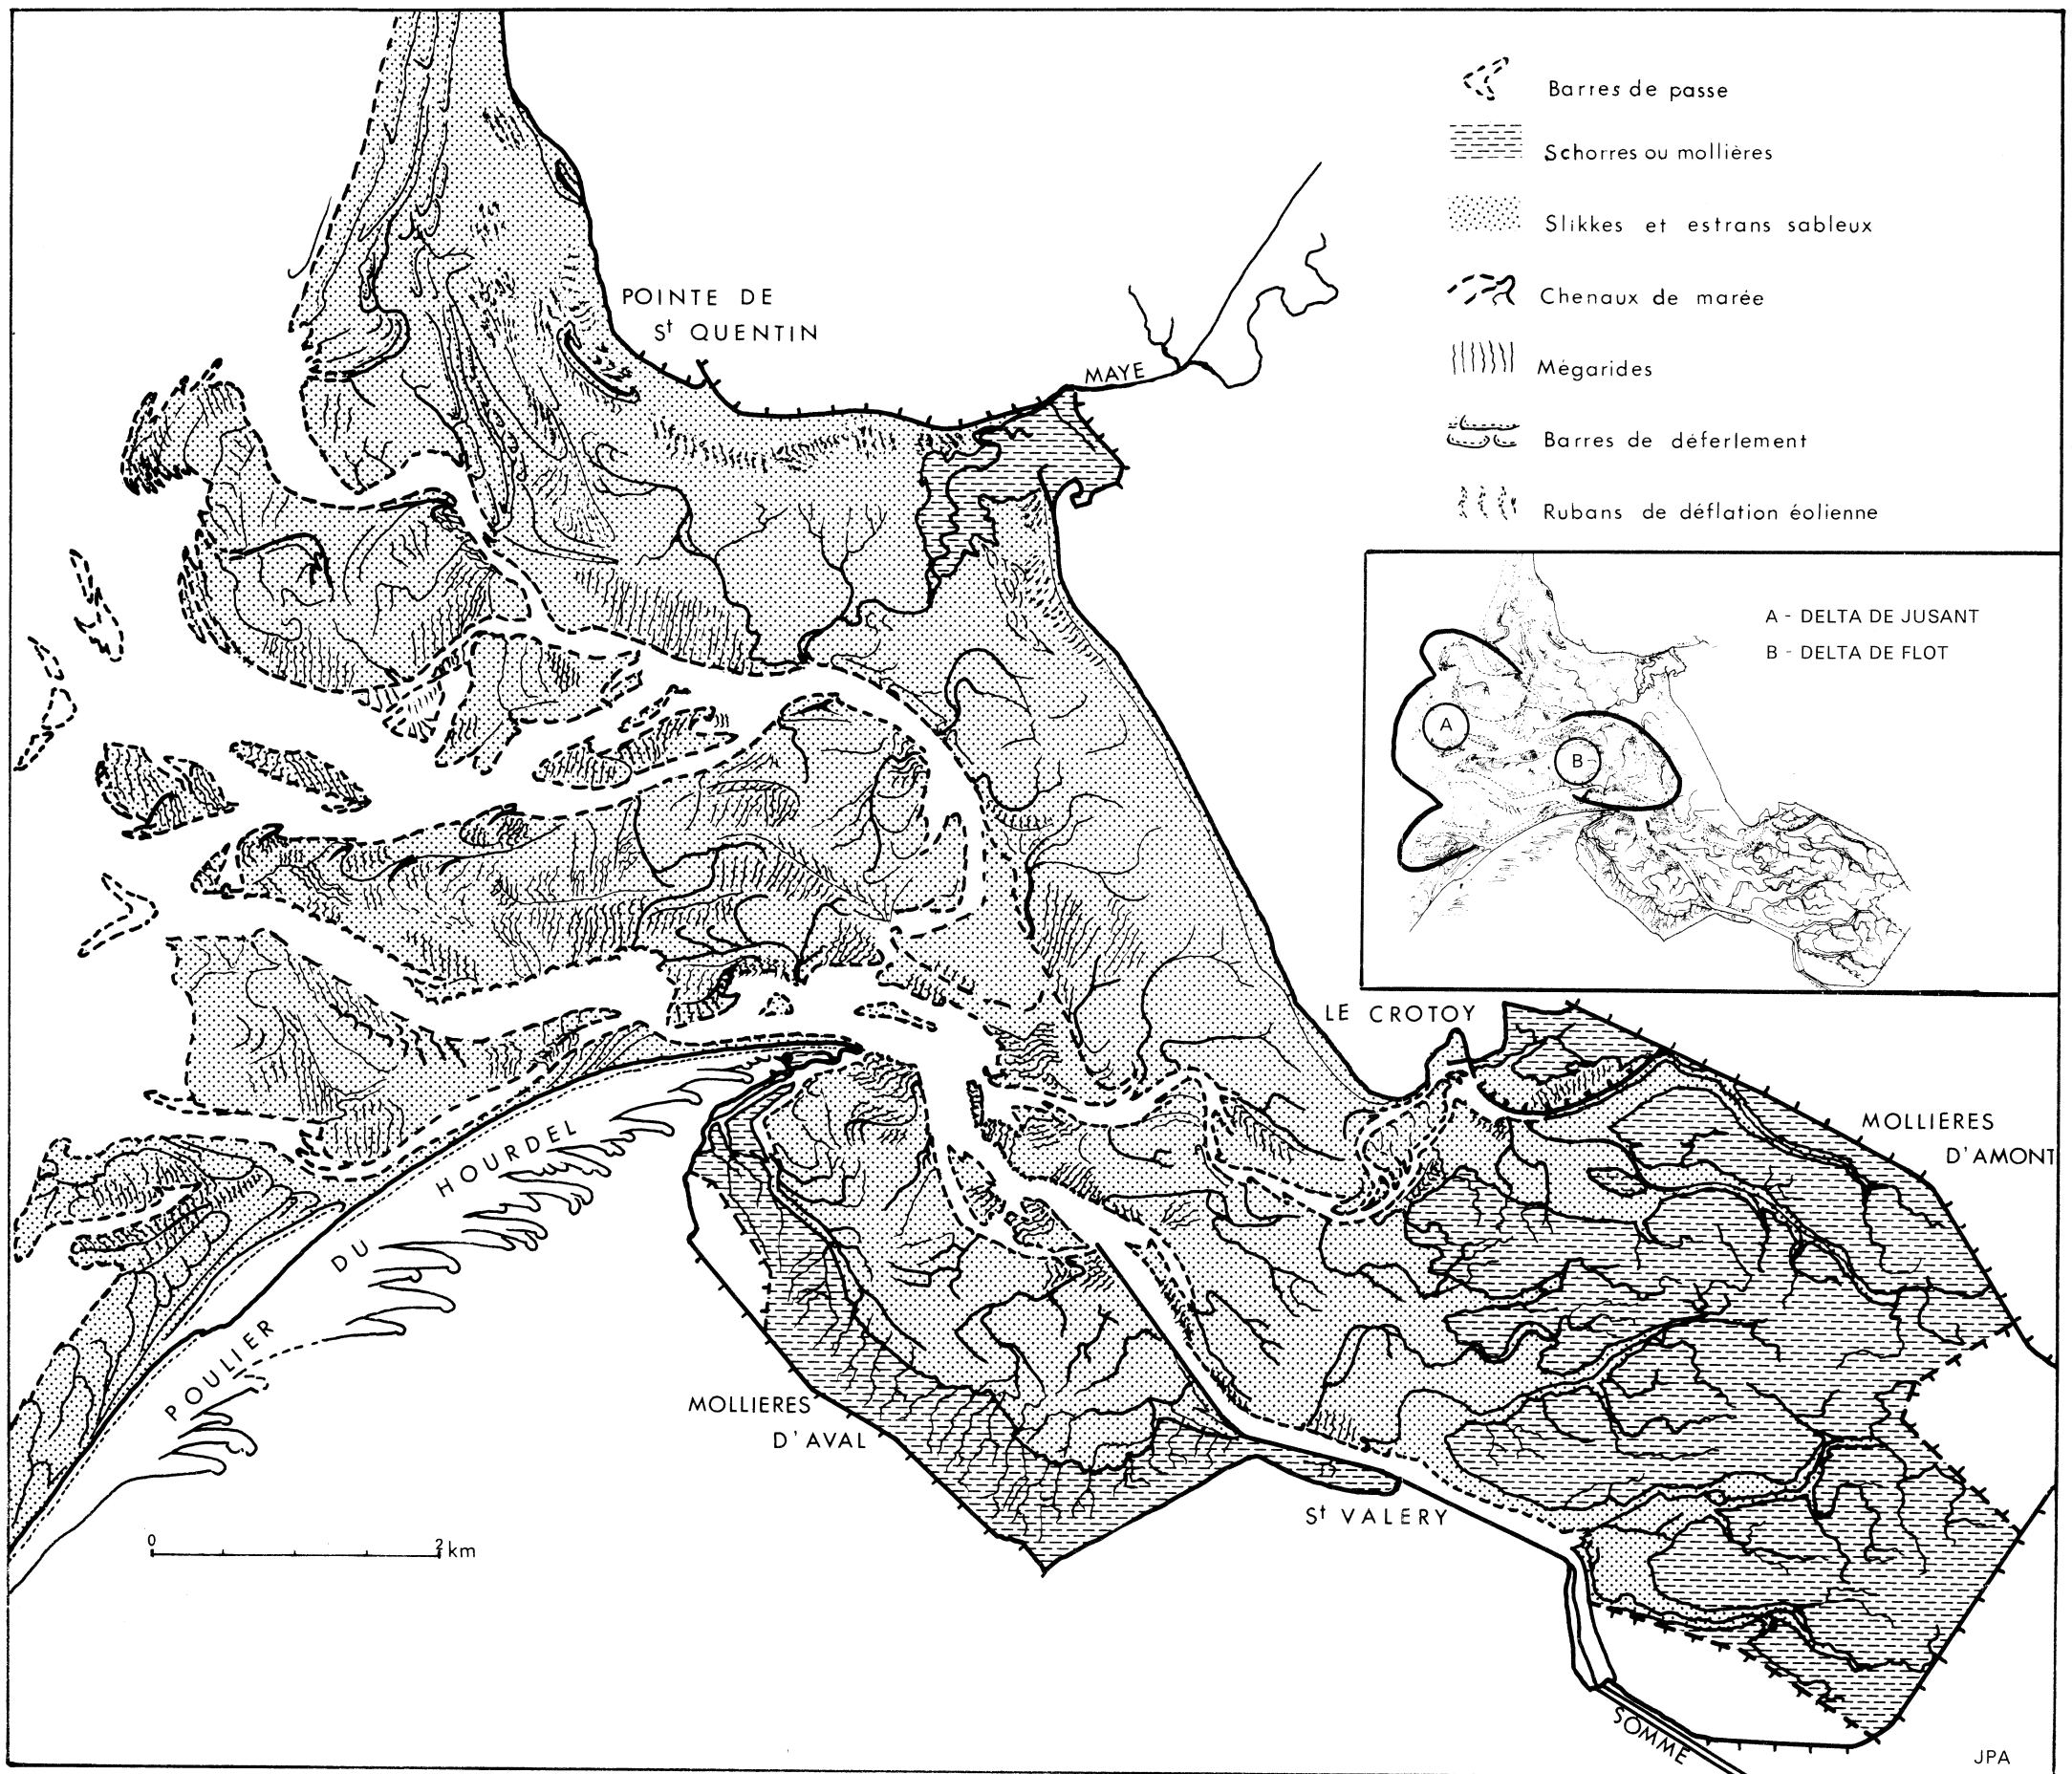 Barres de passe
Schorres ou mollières
Slikkes et estrans sableux
Chenaux de marée
Mégarides
Barres de déferlement
Rubans de déflation éolienne
POINTE DE
St QUENTIN
MAYE
A - DELTA DE JUSANT
B - DELTA DE FLOT
A
B
LE CROTOY
MOLLIÈRES
D'AMONT
POULIER DU HOURDEL
MOLLIERES
D'AVAL
St VALERY
0 2 km
SOMME
JPA